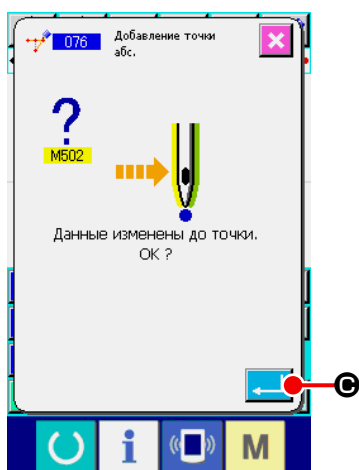 076 Добавление точки
абс.
?
M502
Данные изменены до точки.
OK ?
C
i
M